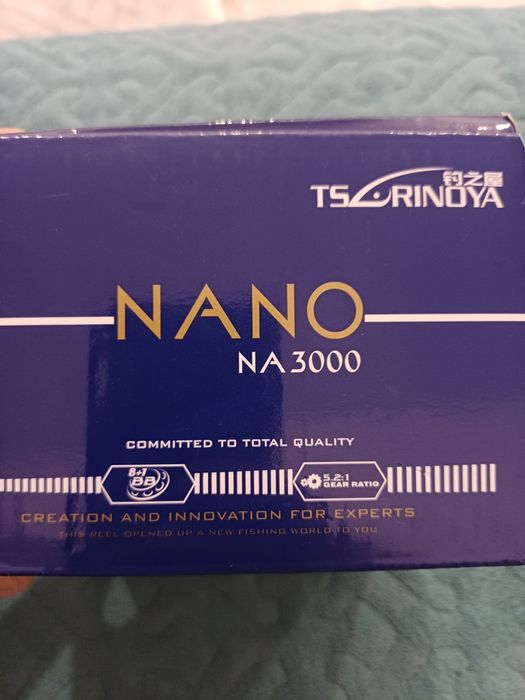 钓之屋
TSURINOYA
NANO
NA3000
COMMITTED TO TOTAL QUALITY
8+1
BB
5.2:1
GEAR RATIO
CREATION AND INNOVATION FOR EXPERTS
THIS REEL OPENED UP A NEW FISHING WORLD TO YOU